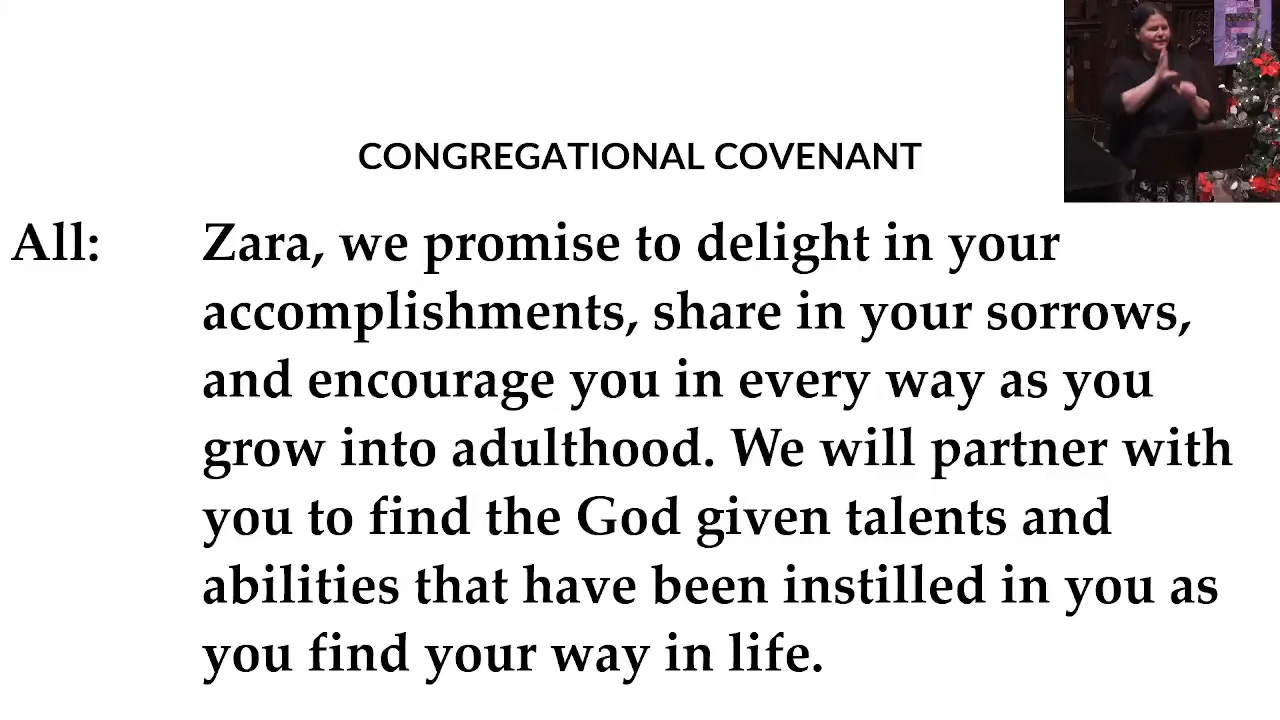 CONGREGATIONAL COVENANT
All: Zara, we promise to delight in your
accomplishments, share in your sorrows,
and encourage you in every way as you
grow into adulthood. We will partner with
you to find the God given talents and
abilities that have been instilled in you as
you find your way in life.